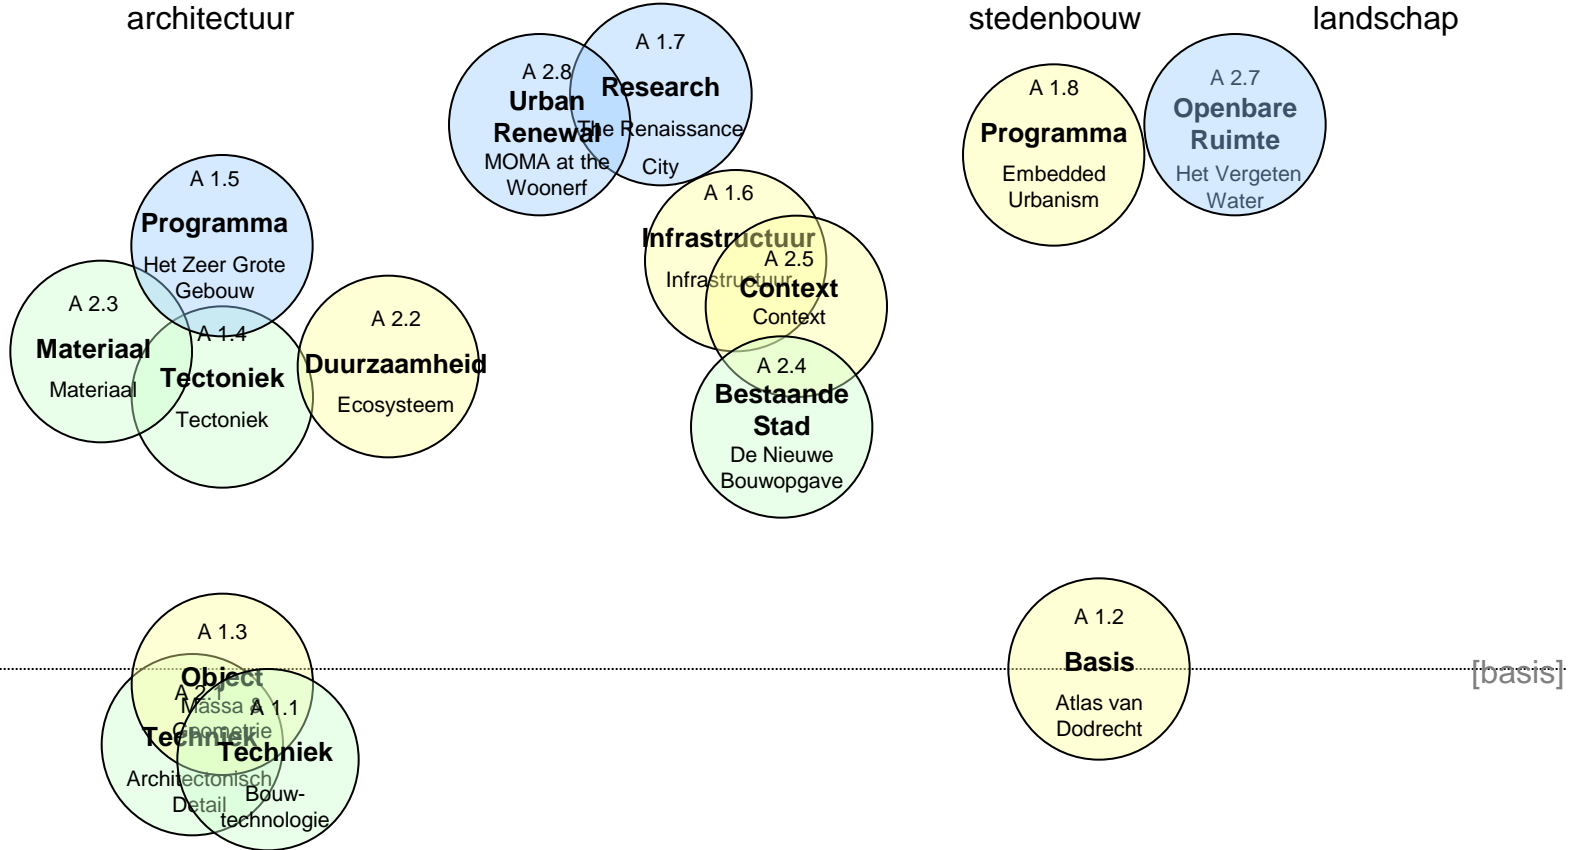 architectuur
stedenbouw
landschap
A 2.8
Urban
Renewal
MOMA at the
Woonerf
A 1.7
Research
The Renaissance
City
A 1.8
Programma
Embedded
Urbanism
A 2.7
Openbare
Ruimte
Het Vergeten
Water
A 1.5
Programma
Het Zeer Grote
Gebouw
A 1.6
Infrastructuur
Infrastructuur
A 2.5
Context
Context
A 2.3
Materiaal
Materiaal
A 1.4
Tectoniek
Tectoniek
A 2.2
Duurzaamheid
Ecosysteem
A 2.4
Bestaande
Stad
De Nieuwe
Bouwopgave
A 1.3
Object
Massa &
Geometrie
A 2.1
Techniek
Architectonisch
Detail
A 1.1
Techniek
Bouw-
technologie
A 1.2
Basis
Atlas van
Dodrecht
[basis]